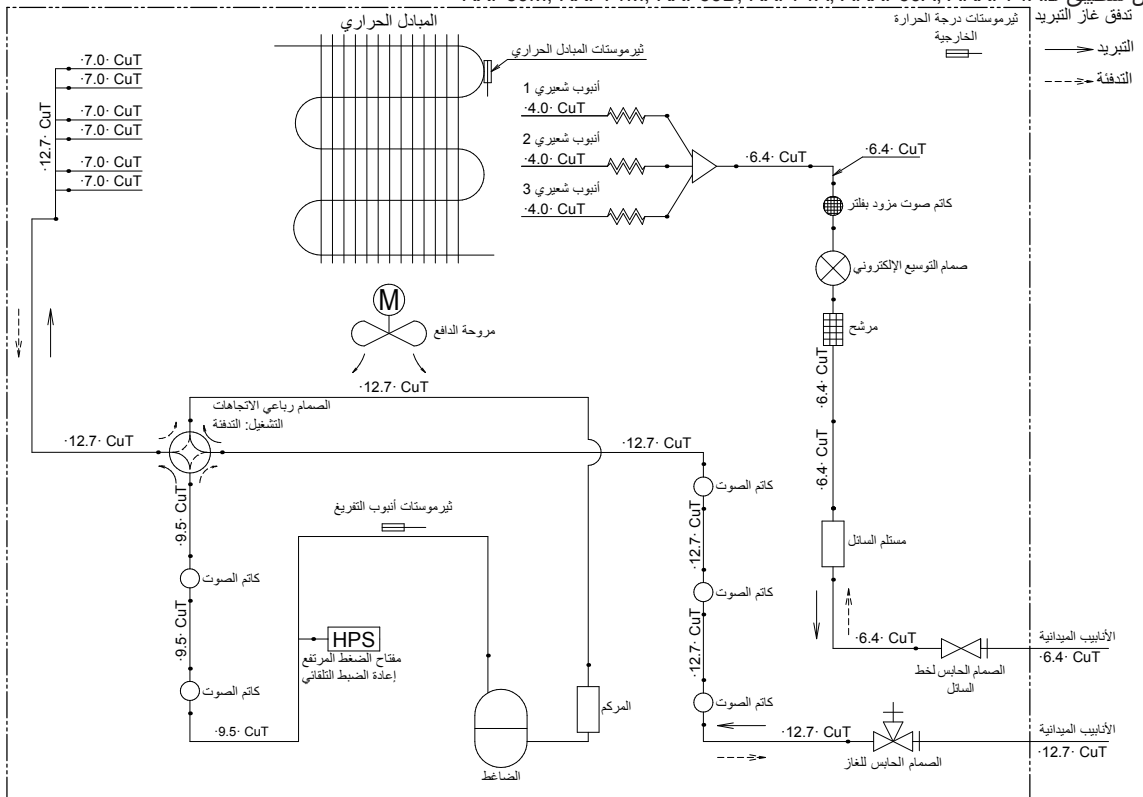 تدفق غاز التبريد
التبريد
التدفئة
ثيرموستات درجة الحرارة
الخارجية
المبادل الحراري
ثيرموستات المبادل الحراري
·7.0· CuT
·7.0· CuT
·7.0· CuT
·7.0· CuT
·7.0· CuT
·7.0· CuT
·12.7· CuT
أنبوب شعيري 1
·4.0· CuT
أنبوب شعيري 2
·4.0· CuT
أنبوب شعيري 3
·4.0· CuT
·6.4· CuT
·6.4· CuT
كاتم صوت مزود بفلتر
صمام التوسيع الإلكتروني
مرشح
·6.4· CuT
·6.4· CuT
M
مروحة الدافع
·12.7· CuT
الصمام رباعي الاتجاهات
التشغيل: التدفئة
·12.7· CuT
·12.7· CuT
كاتم الصوت
·12.7· CuT
كاتم الصوت
·12.7· CuT
كاتم الصوت
مستلم السائل
ثيرموستات أنبوب التفريغ
·9.5· CuT
كاتم الصوت
·9.5· CuT
كاتم الصوت
·9.5· CuT
HPS
مفتاح الضغط المرتفع
إعادة الضبط التلقائي
المركم
الضاغط
·6.4· CuT
الصمام الحابس لخط
السائل
الأنابيب الميدانية
·6.4· CuT
·12.7· CuT
الصمام الحابس للغاز
الأنابيب الميدانية
·12.7· CuT